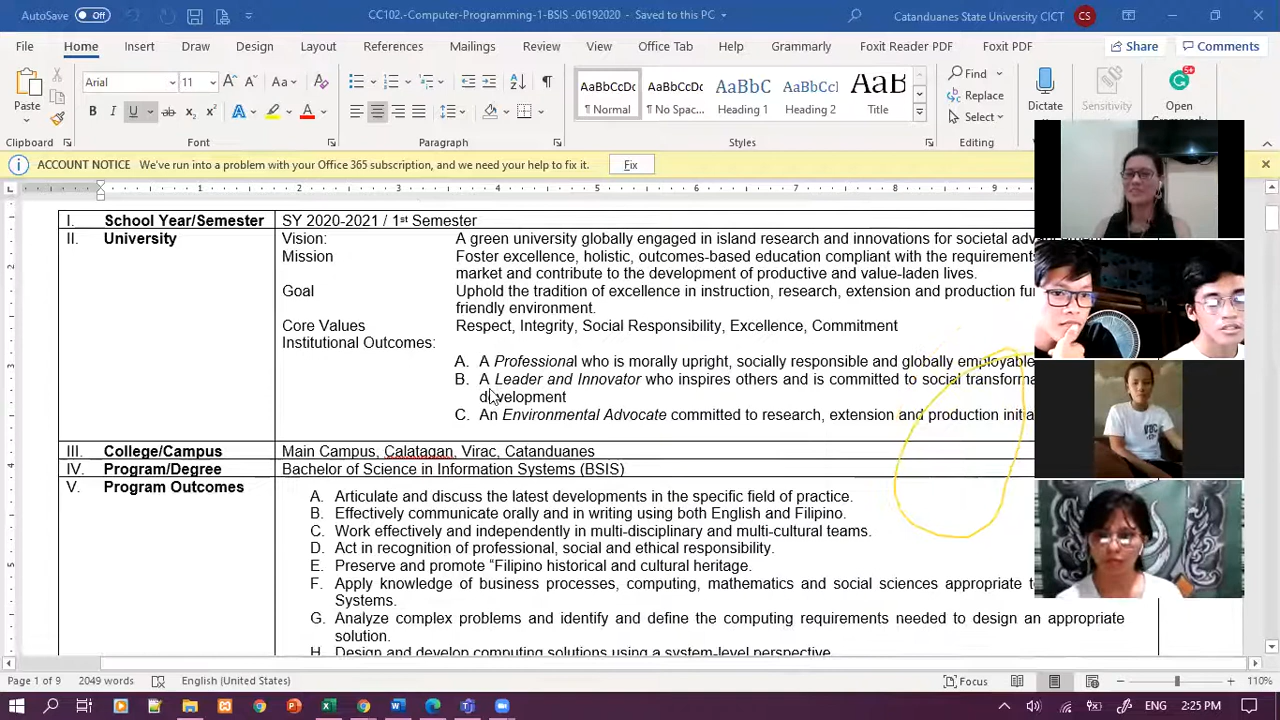 AutoSave Off CC102.-Computer-Programming-1-BSIS -06192020 - Saved to this PC Catanduanes State University CICT CS
File Home Insert Draw Design Layout References Mailings Review View Office Tab Help Grammarly Foxit Reader PDF Foxit PDF Share Comments
Paste Arial 11 AaBbCcDc AaBbCcDc AaBbC AaBbCcD AaB Find Replace Select Dictate Sensitivity Open
¶ Normal ¶ No Spac... Heading 1 Heading 2 Title
Clipboard Font Paragraph Styles Editing
ACCOUNT NOTICE We've run into a problem with your Office 365 subscription, and we need your help to fix it. Fix
I. School Year/Semester SY 2020-2021 / 1st Semester
II. University Vision: A green university globally engaged in island research and innovations for societal
Mission Foster excellence, holistic, outcomes-based education compliant with the
market and contribute to the development of productive and value-laden lives.
Goal Uphold the tradition of excellence in instruction, research, extension and production
friendly environment.
Core Values Respect, Integrity, Social Responsibility, Excellence, Commitment
Institutional Outcomes:
A. A Professional who is morally upright, socially responsible and globally employable
B. A Leader and Innovator who inspires others and is committed to social
development
C. An Environmental Advocate committed to research, extension and production
III. College/Campus Main Campus, Calatagan, Virac, Catanduanes
IV. Program/Degree Bachelor of Science in Information Systems (BSIS)
V. Program Outcomes
A. Articulate and discuss the latest developments in the specific field of practice.
B. Effectively communicate orally and in writing using both English and Filipino.
C. Work effectively and independently in multi-disciplinary and multi-cultural teams.
D. Act in recognition of professional, social and ethical responsibility.
E. Preserve and promote “Filipino historical and cultural heritage.
F. Apply knowledge of business processes, computing, mathematics and social sciences appropriate
Systems.
G. Analyze complex problems and identify and define the computing requirements needed to design an appropriate
solution.
H. Design and develop computing solutions using a system-level perspective.
Page 1 of 9 2049 words English (United States) Focus 110%
ENG 2:25 PM